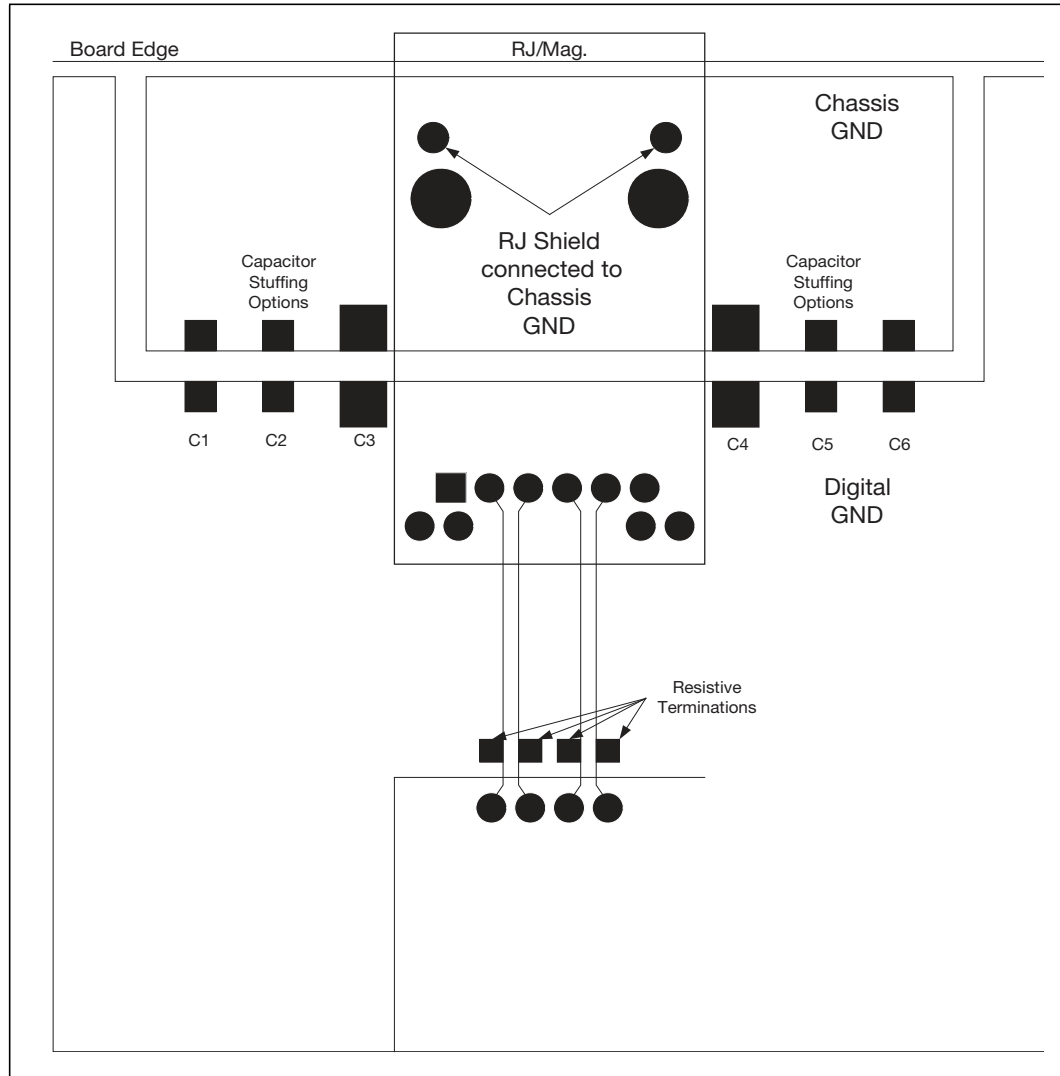 Board Edge
RJ/Mag.
Chassis
GND
RJ Shield
connected to
Chassis
GND
Capacitor
Stuffing
Options
Capacitor
Stuffing
Options
C1
C2
C3
C4
C5
C6
Digital
GND
Resistive
Terminations